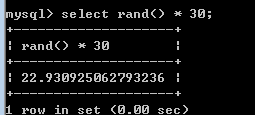 mysql> select rand() * 30;
+--------------------+
| rand() * 30        |
+--------------------+
| 22.930925062793236 |
+--------------------+
1 row in set (0.00 sec)